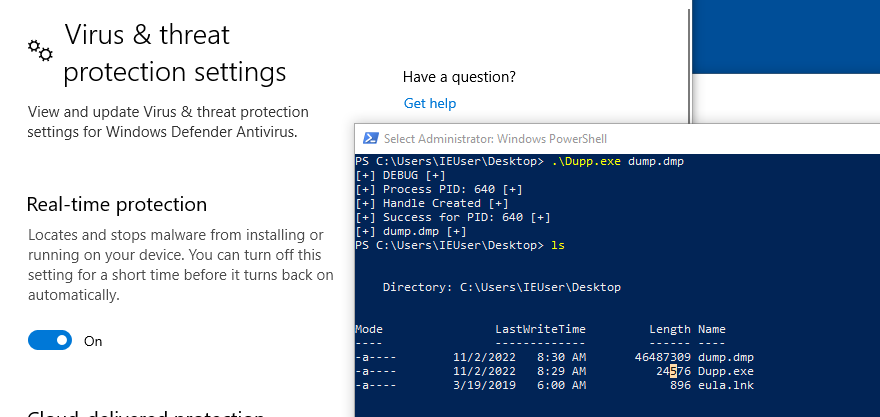 Virus & threat
protection settings
View and update Virus & threat protection
settings for Windows Defender Antivirus.
Real-time protection
Locates and stops malware from installing or
running on your device. You can turn off this
setting for a short time before it turns back on
automatically.
On
Cloud-delivered protection
Have a question?
Get help
Select Administrator: Windows PowerShell
PS C:\Users\IEUser\Desktop> .\Dupp.exe dump.dmp
[+] DEBUG [+]
[+] Process PID: 640 [+]
[+] Handle Created [+]
[+] Success for PID: 640 [+]
[+] dump.dmp [+]
PS C:\Users\IEUser\Desktop> ls
Directory: C:\Users\IEUser\Desktop
Mode LastWriteTime Length Name
---- ------------- ------ ----
-a---- 11/2/2022 8:30 AM 46487309 dump.dmp
-a---- 11/2/2022 8:29 AM 24576 Dupp.exe
-a---- 3/19/2019 6:00 AM 896 eula.lnk